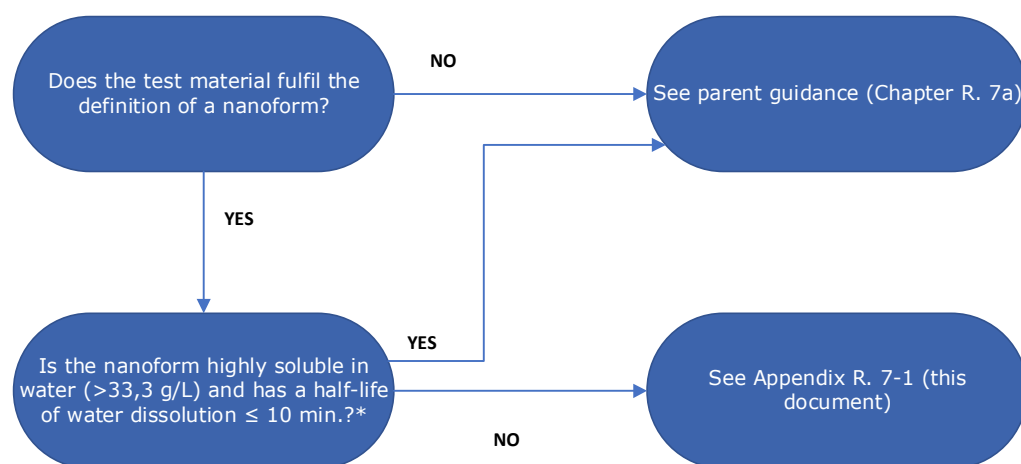 Does the test material fulfil the
definition of a nanoform?
NO
See parent guidance (Chapter R. 7a)
YES
Is the nanoform highly soluble in
water (>33,3 g/L) and has a half-life
of water dissolution ≤ 10 min.?*
YES
NO
See Appendix R. 7-1 (this
document)